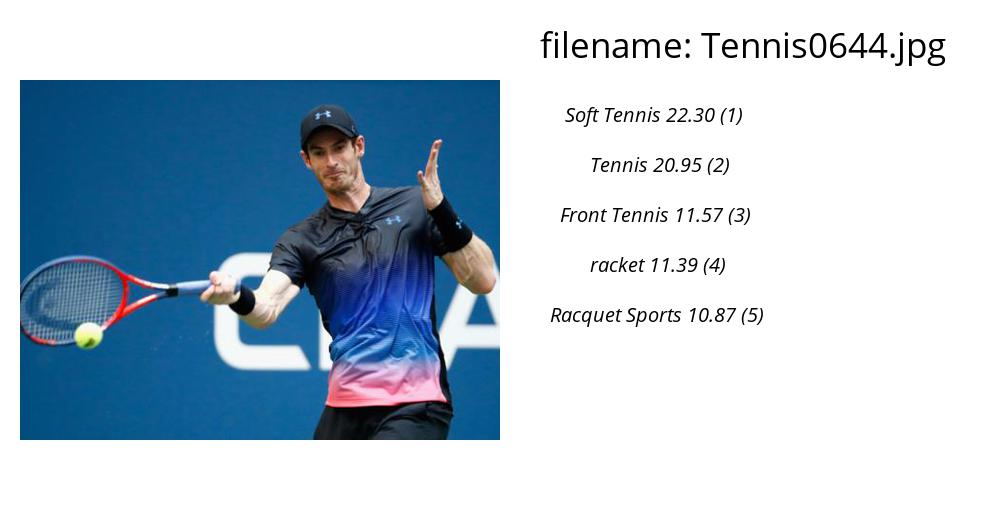 filename: Tennis0644.jpg
Soft Tennis 22.30 (1)
Tennis 20.95 (2)
Front Tennis 11.57 (3)
racket 11.39 (4)
Racquet Sports 10.87 (5)